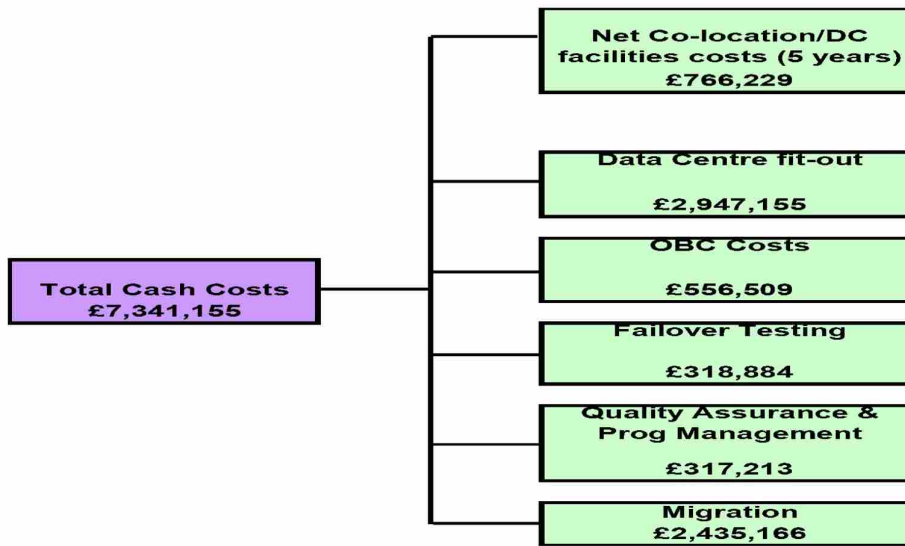 Net Co-location/DC
facilities costs (5 years)
£766,229
Data Centre fit-out
£2,947,155
OBC Costs
£556,509
Total Cash Costs
£7,341,155
Failover Testing
£318,884
Quality Assurance &
Prog Management
£317,213
Migration
£2,435,166